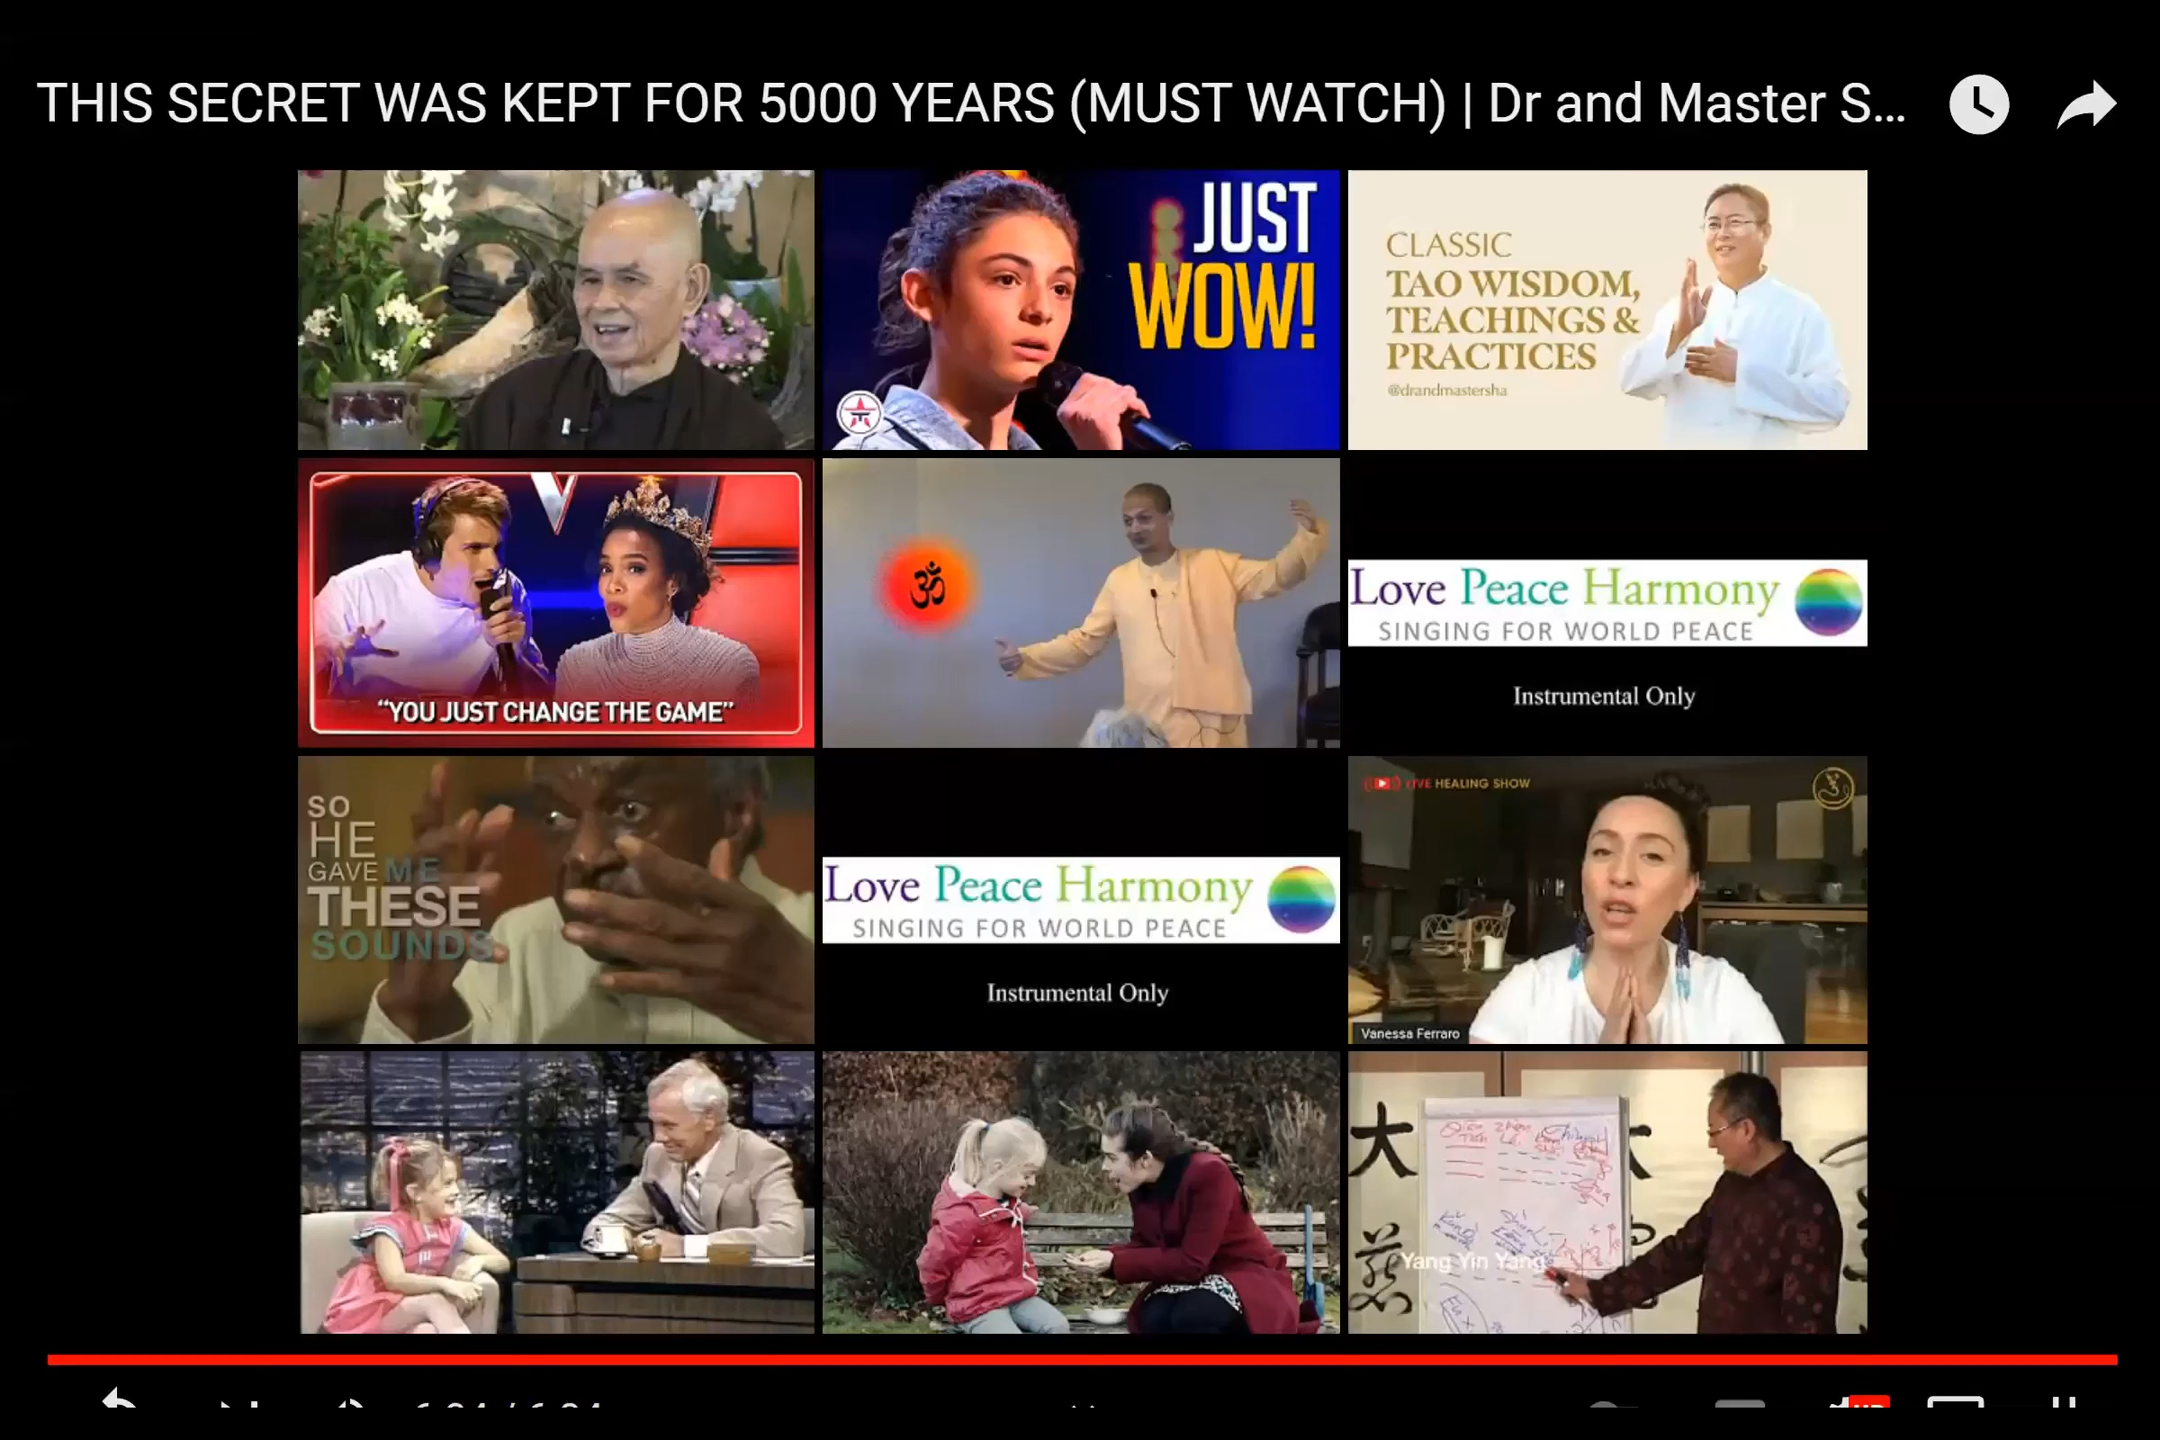 THIS SECRET WAS KEPT FOR 5000 YEARS (MUST WATCH) | Dr and Master S...
JUST
WOW!
CLASSIC
TAO WISDOM,
TEACHINGS &
PRACTICES
@drandmastersha
"YOU JUST CHANGE THE GAME"
ॐ
Love Peace Harmony
SINGING FOR WORLD PEACE
Instrumental Only
SO
HE
GAVE ME
THESE
SOUNDS
Love Peace Harmony
SINGING FOR WORLD PEACE
Instrumental Only
LIVE HEALING SHOW
Vanessa Ferraro
大
慈
Yang Yin Yang